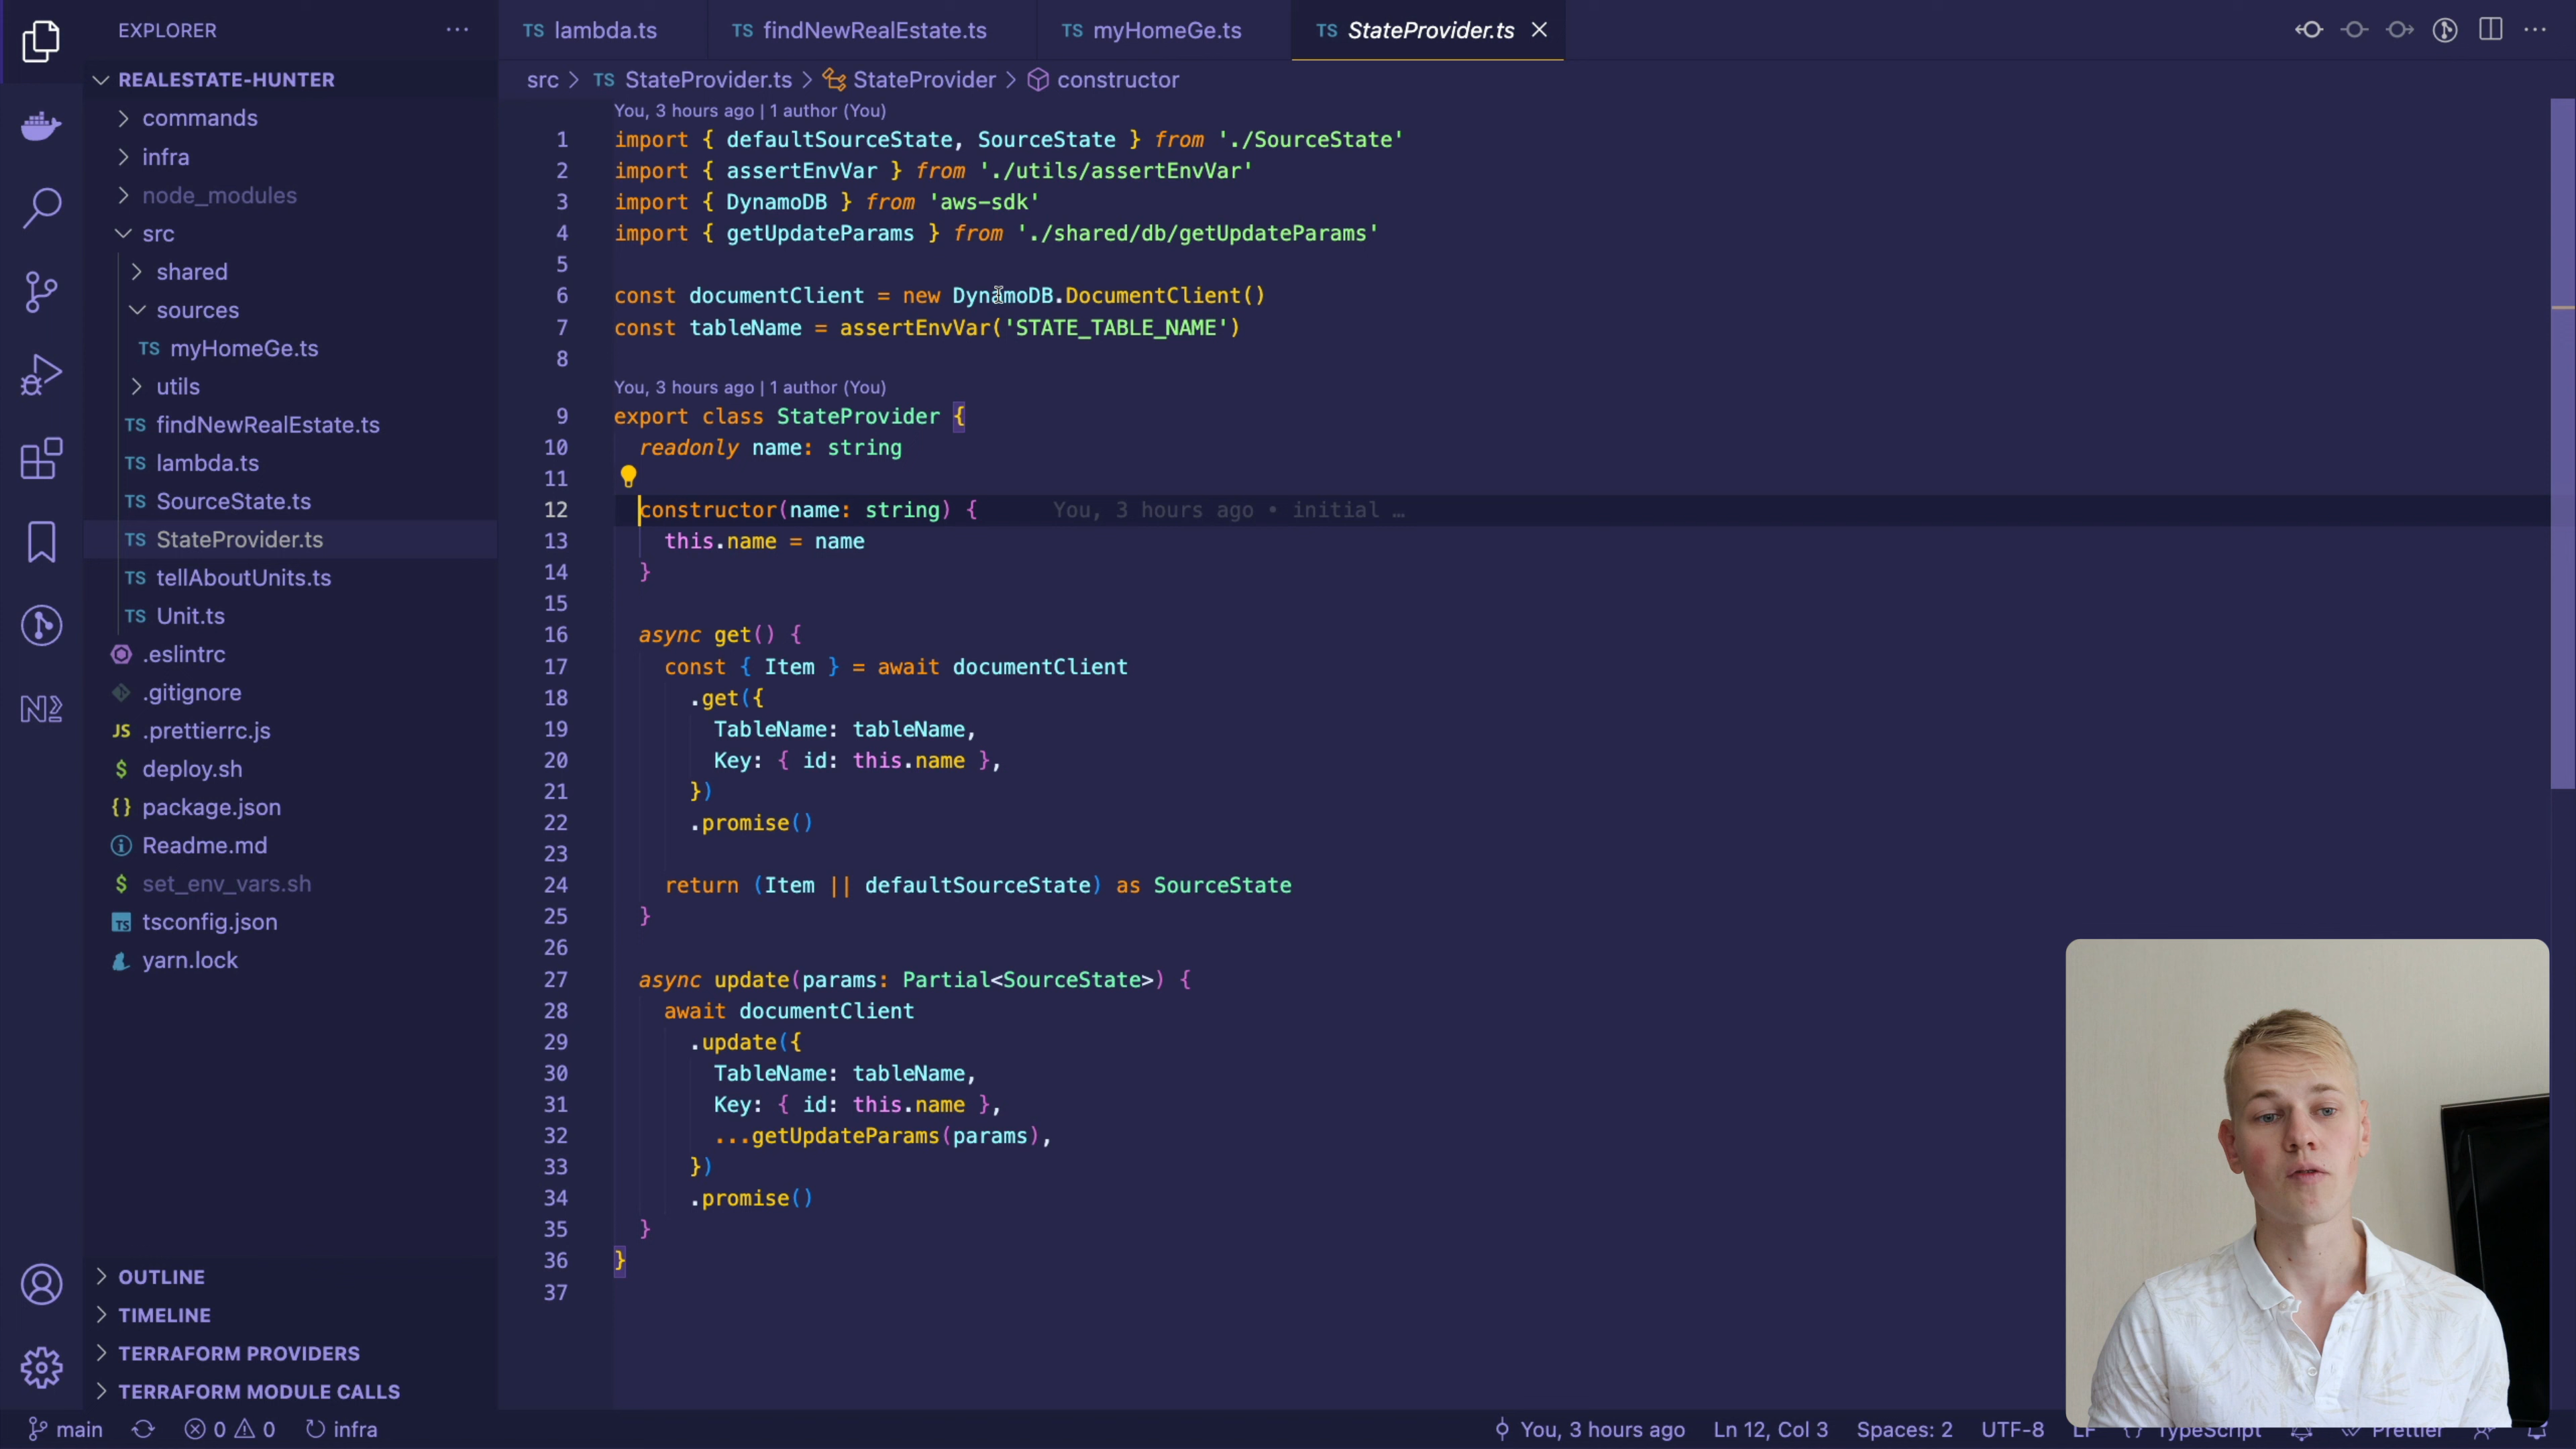 EXPLORER
REALESTATE-HUNTER
commands
infra
node_modules
src
shared
sources
TS myHomeGe.ts
utils
TS findNewRealEstate.ts
TS lambda.ts
TS SourceState.ts
TS StateProvider.ts
TS tellAboutUnits.ts
TS Unit.ts
.eslintrc
.gitignore
JS .prettierrc.js
$ deploy.sh
{} package.json
Readme.md
$ set_env_vars.sh
TS tsconfig.json
yarn.lock
OUTLINE
TIMELINE
TERRAFORM PROVIDERS
TERRAFORM MODULE CALLS
TS lambda.ts TS findNewRealEstate.ts TS myHomeGe.ts TS StateProvider.ts
src > TS StateProvider.ts > StateProvider > constructor
You, 3 hours ago | 1 author (You)
1 import { defaultSourceState, SourceState } from './SourceState'
2 import { assertEnvVar } from './utils/assertEnvVar'
3 import { DynamoDB } from 'aws-sdk'
4 import { getUpdateParams } from './shared/db/getUpdateParams'
5
6 const documentClient = new DynamoDB.DocumentClient()
7 const tableName = assertEnvVar('STATE_TABLE_NAME')
8
You, 3 hours ago | 1 author (You)
9 export class StateProvider {
10 readonly name: string
11
12 constructor(name: string) { You, 3 hours ago • initial …
13 this.name = name
14 }
15
16 async get() {
17 const { Item } = await documentClient
18 .get({
19 TableName: tableName,
20 Key: { id: this.name },
21 })
22 .promise()
23
24 return (Item || defaultSourceState) as SourceState
25 }
26
27 async update(params: Partial<SourceState>) {
28 await documentClient
29 .update({
30 TableName: tableName,
31 Key: { id: this.name },
32 ...getUpdateParams(params),
33 })
34 .promise()
35 }
36 }
37
main 0 0 infra You, 3 hours ago Ln 12, Col 3 Spaces: 2 UTF-8 LF {} TypeScript Prettier